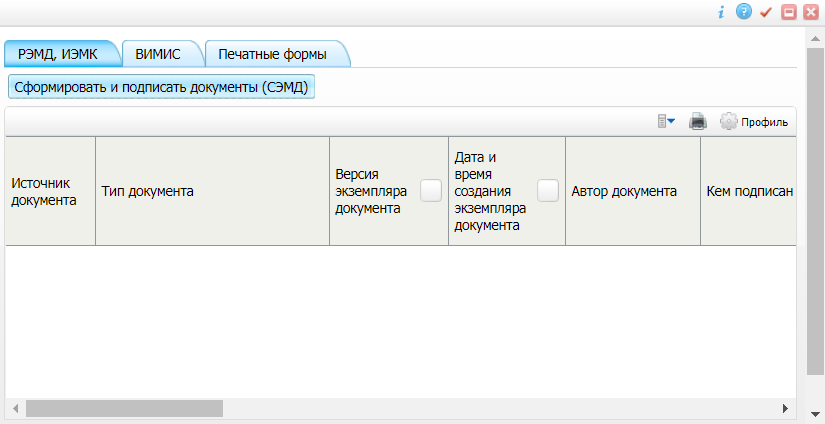 РЭМД, ИЭМК
ВИМИС
Печатные формы
Сформировать и подписать документы (СЭМД)
Профиль
Источник
документа
Тип документа
Версия
экземпляра
документа
Дата и
время
создания
экземпляра
документа
Автор документа
Кем подписан